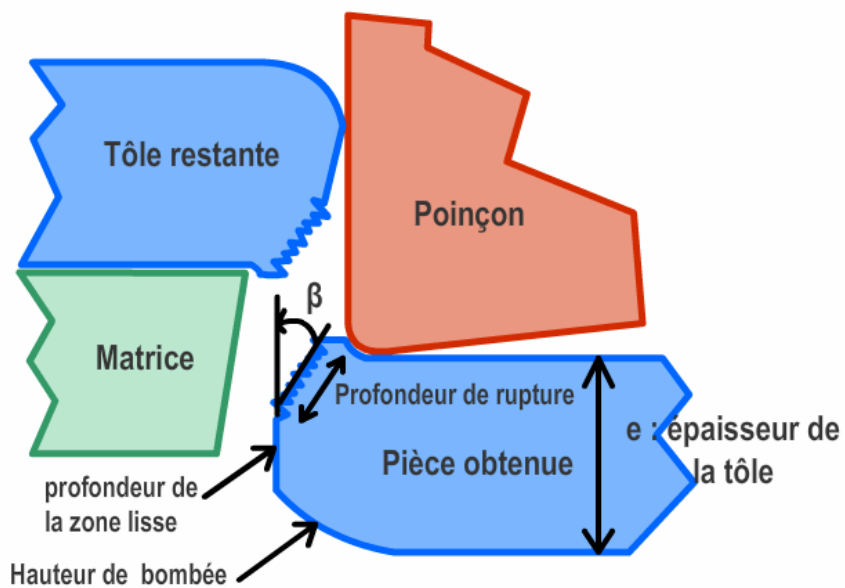 Tôle restante
Poinçon
β
Matrice
Profondeur de rupture
e : épaisseur de
la tôle
Pièce obtenue
profondeur de
la zone lisse
Hauteur de bombée